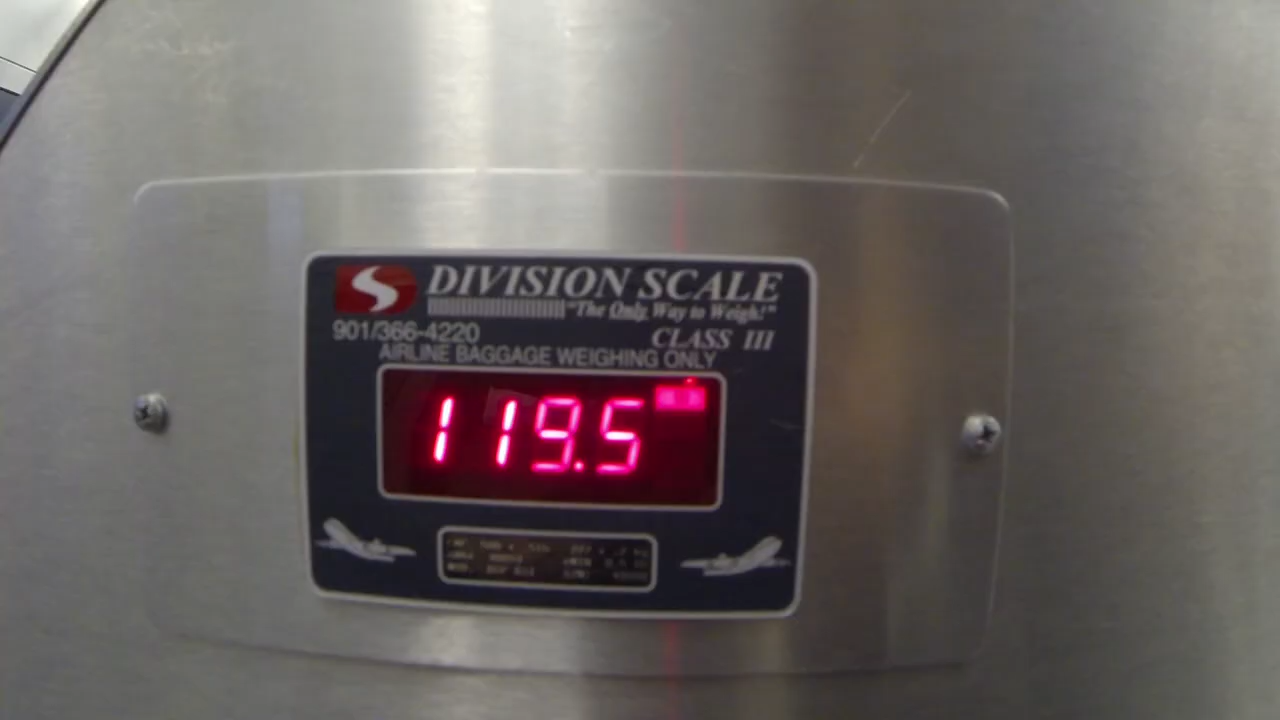 DIVISION SCALE
"The Only Way to Weigh!"
901/366-4220
CLASS III
AIRLINE BAGGAGE WEIGHING ONLY
119.5